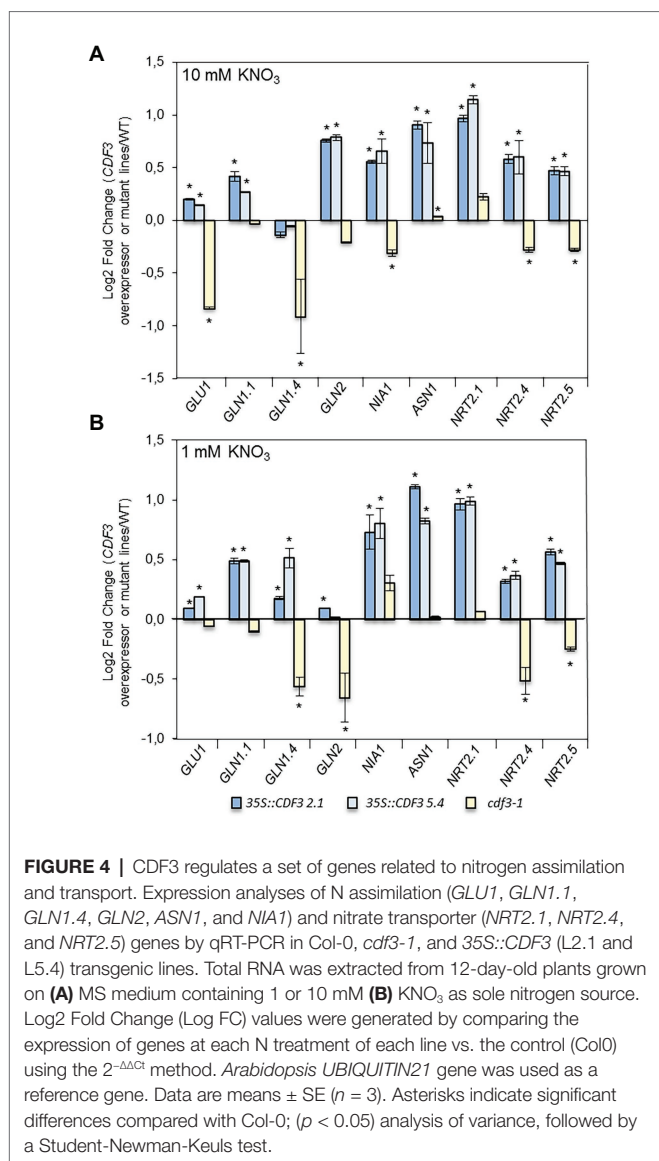 A
10 mM KNO₃
Log2 Fold Change (CDF3
overexpressor or mutant lines/WT)
1,5
1,0
0,5
0,0
-0,5
-1,0
-1,5
* * * * * * * * * * * * * * * * * * * * *
GLU1 GLN1.1 GLN1.4 GLN2 NIA1 ASN1 NRT2.1 NRT2.4 NRT2.5
B
1 mM KNO₃
Log2 Fold Change (CDF3
overexpressor or mutant lines/WT)
1,5
1,0
0,5
0,0
-0,5
-1,0
* * * * * * * * * * * * * * * * * * * * *
GLU1 GLN1.1 GLN1.4 GLN2 NIA1 ASN1 NRT2.1 NRT2.4 NRT2.5
35S::CDF3 2.1 35S::CDF3 5.4 cdf3-1
FIGURE 4 | CDF3 regulates a set of genes related to nitrogen assimilation
and transport. Expression analyses of N assimilation (GLU1, GLN1.1,
GLN1.4, GLN2, ASN1, and NIA1) and nitrate transporter (NRT2.1, NRT2.4,
and NRT2.5) genes by qRT-PCR in Col-0, cdf3-1, and 35S::CDF3 (L2.1 and
L5.4) transgenic lines. Total RNA was extracted from 12-day-old plants grown
on (A) MS medium containing 1 or 10 mM (B) KNO₃ as sole nitrogen source.
Log2 Fold Change (Log FC) values were generated by comparing the
expression of genes at each N treatment of each line vs. the control (Col0)
using the 2⁻ΔΔCt method. Arabidopsis UBIQUITIN21 gene was used as a
reference gene. Data are means ± SE (n = 3). Asterisks indicate significant
differences compared with Col-0; (p < 0.05) analysis of variance, followed by
a Student-Newman-Keuls test.